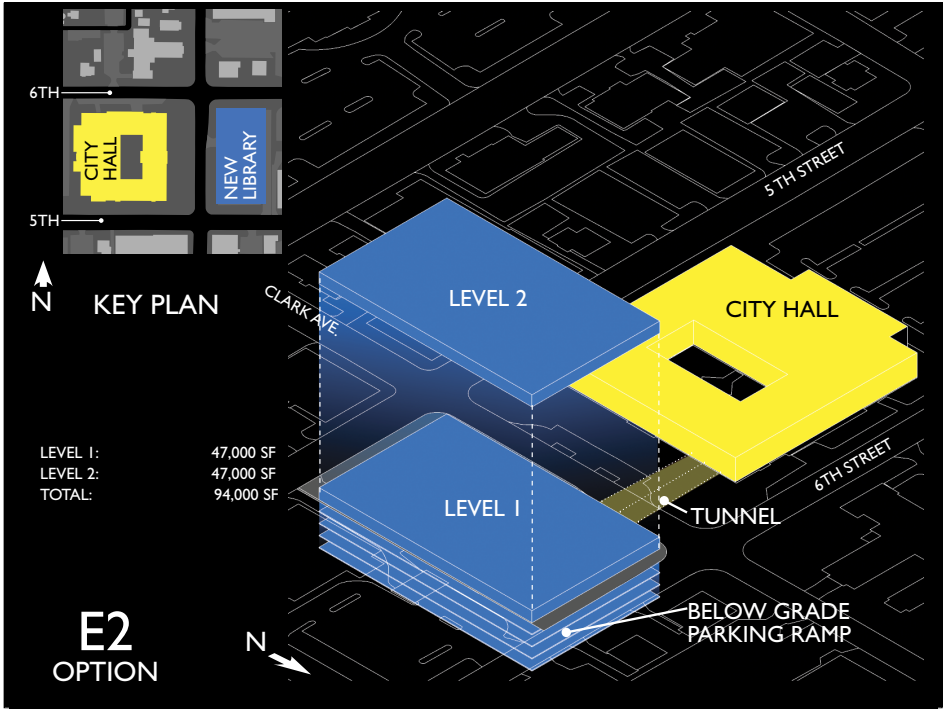 6TH
CITY
HALL
NEW
LIBRARY
5TH
N
KEY PLAN
5 TH STREET
CLARK AVE.
LEVEL 2
CITY HALL
LEVEL 1: 47,000 SF
LEVEL 2: 47,000 SF
TOTAL: 94,000 SF
6TH STREET
LEVEL 1
TUNNEL
BELOW GRADE
PARKING RAMP
E2
OPTION
N